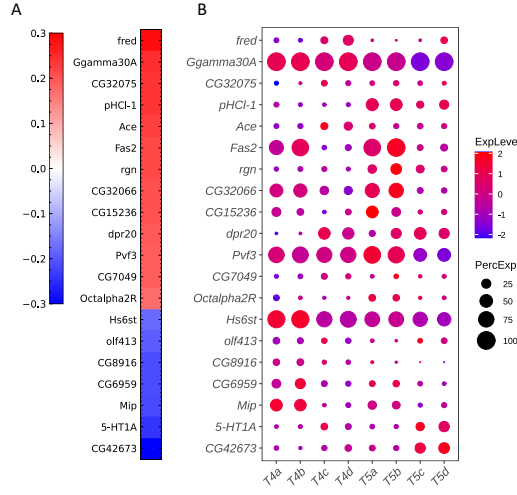 A
B
0.3
0.2
0.1
0.0
−0.1
−0.2
−0.3
fred
Ggamma30A
CG32075
pHCl-1
Ace
Fas2
rgn
CG32066
CG15236
dpr20
Pvf3
CG7049
Octalpha2R
Hs6st
olf413
CG8916
CG6959
Mip
5-HT1A
CG42673
fred
Ggamma30A
CG32075
pHCl-1
Ace
Fas2
rgn
CG32066
CG15236
dpr20
Pvf3
CG7049
Octalpha2R
Hs6st
olf413
CG8916
CG6959
Mip
5-HT1A
CG42673
T4a T4b T4c T4d T5a T5b T5c T5d
ExpLeve
2
1
0
-1
-2
PercExp
25
50
75
100